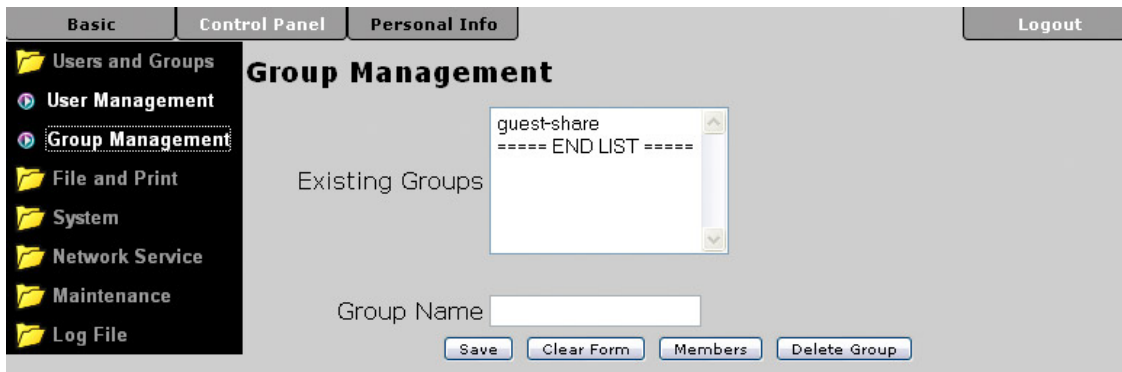 Basic Control Panel Personal Info Logout
Users and Groups
Group Management
User Management
Group Management
guest-share
===== END LIST =====
Existing Groups
File and Print
System
Network Service
Maintenance
Group Name
Log File
Save Clear Form Members Delete Group